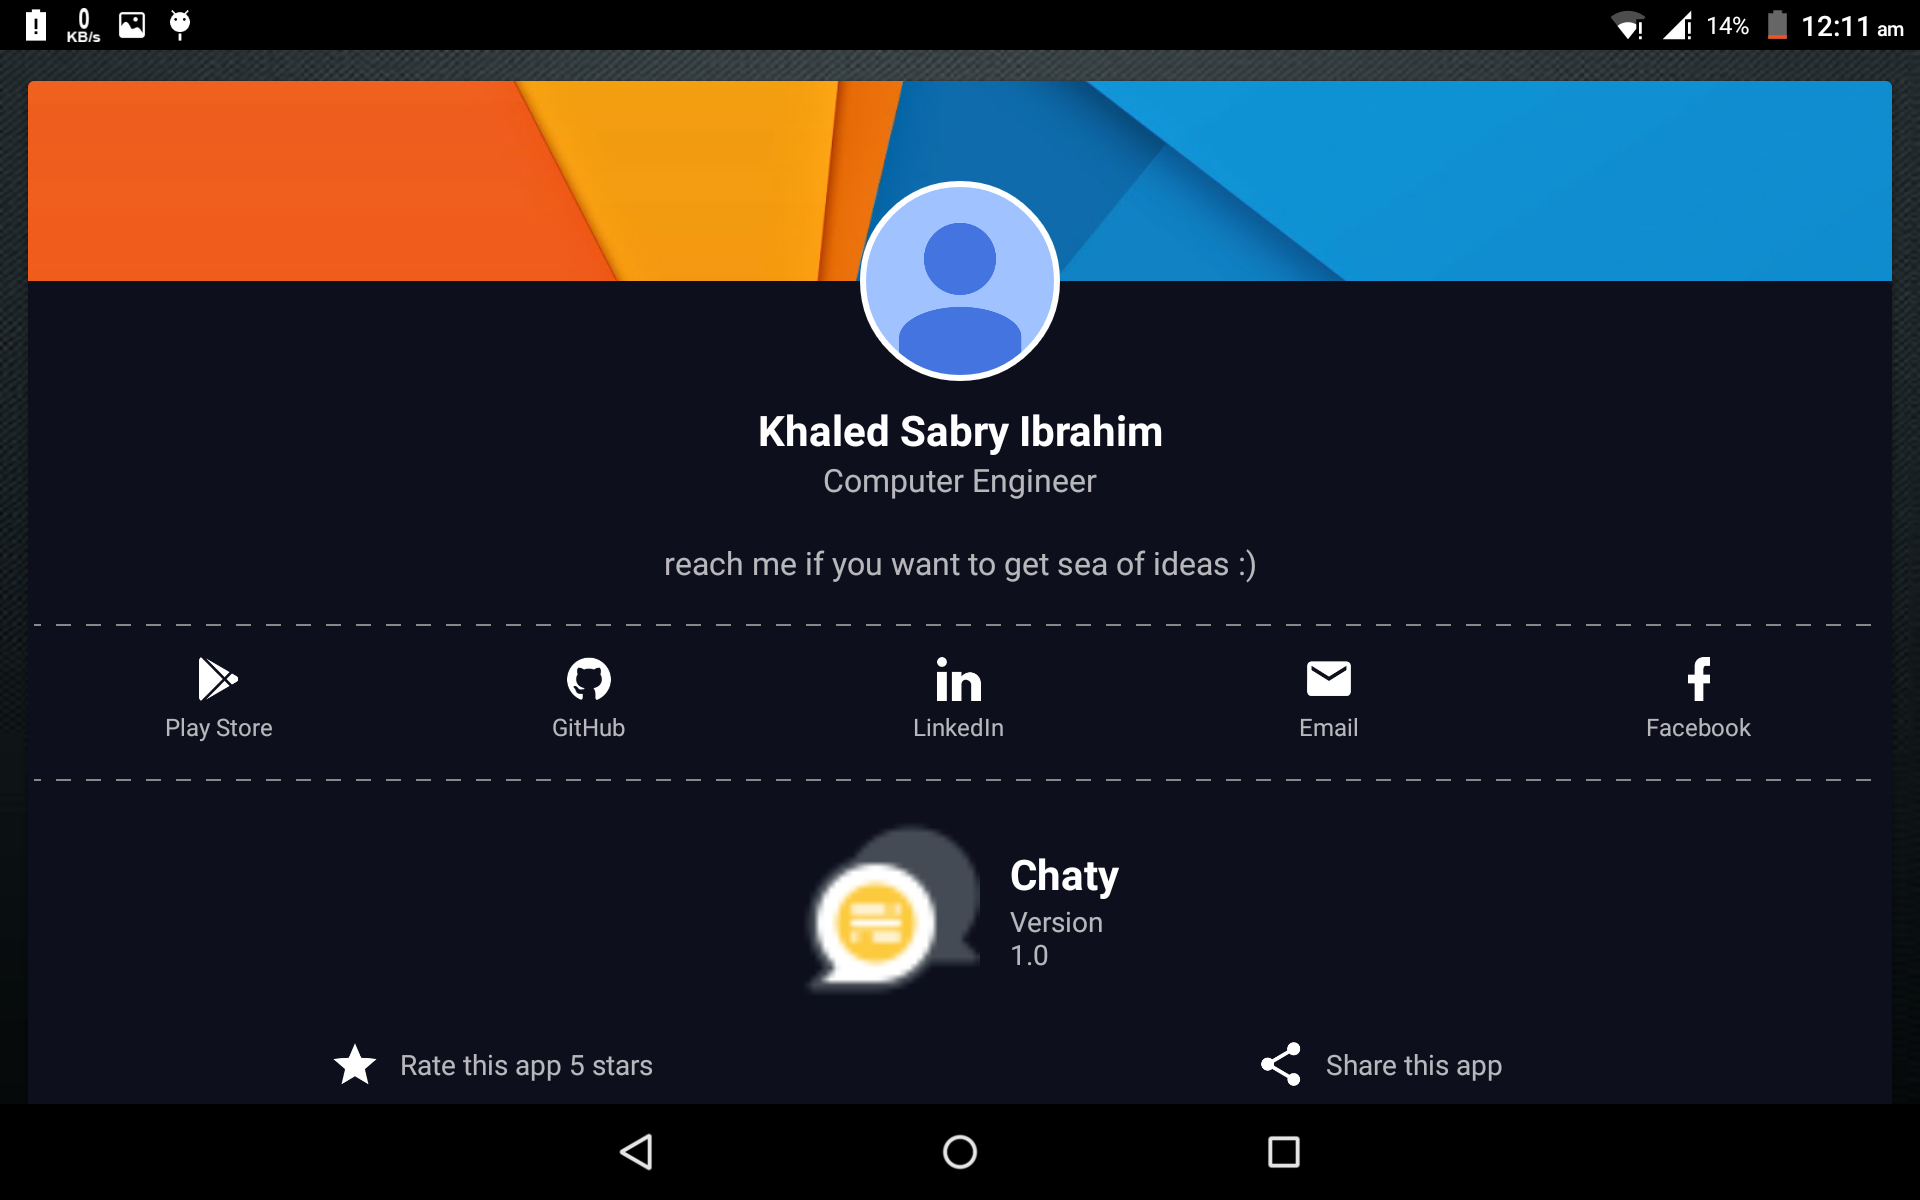 0
KB/s
14%
12:11 am
Khaled Sabry Ibrahim
Computer Engineer
reach me if you want to get sea of ideas :)
Play Store
GitHub
LinkedIn
Email
Facebook
Chaty
Version
1.0
Rate this app 5 stars
Share this app